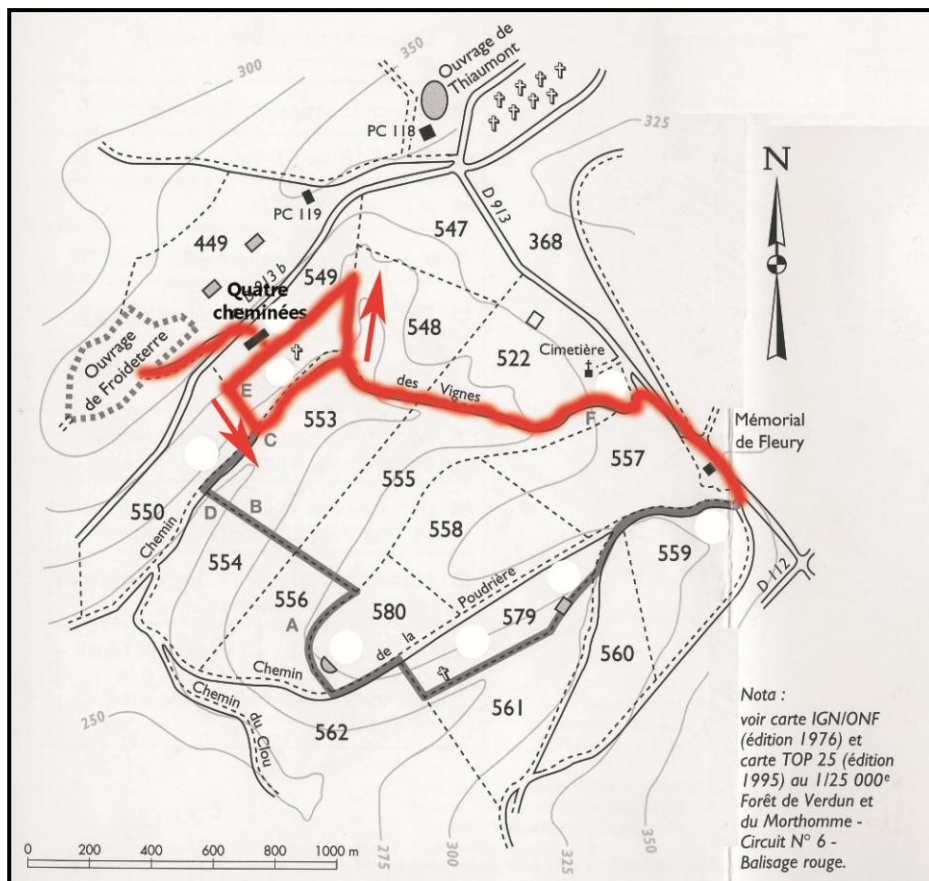 350
300
Ouvrage de
Thiaumont
PC 118
325
N
PC 119
D 913
547
368
449
549
D 913 b
Quatre
cheminées
Ouvrage
de Froideterre
548
522
Cimetière
des Vignes
E
F
553
C
Mémorial
de Fleury
557
555
550
D
B
Chemin
558
559
554
D 112
556
Poudrière
580
A
579
de la
560
Chemin
561
Chemin
du Clou
562
250
Nota :
voir carte IGN/ONF
(édition 1976) et
carte TOP 25 (édition
1995) au 1/25 000e
Forêt de Verdun et
du Morthomme -
Circuit N° 6 -
Balisage rouge.
0 200 400 600 800 1000 m
275
300
325
350